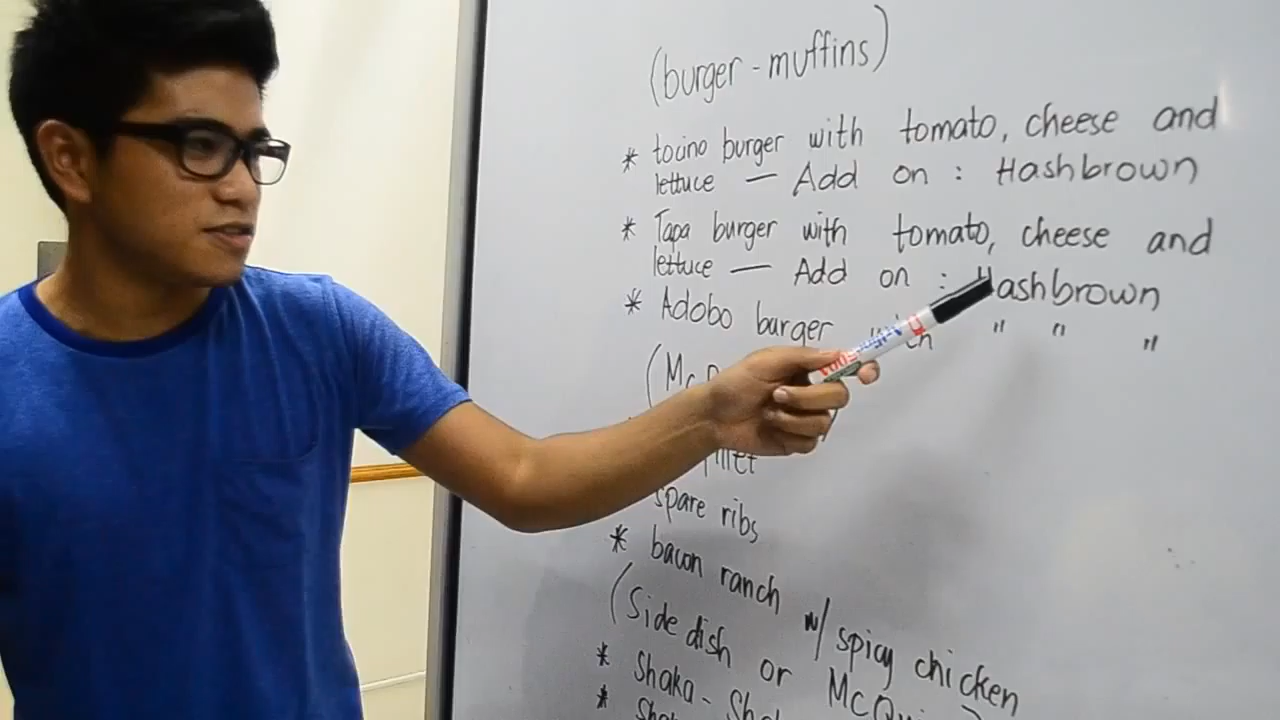 (burger - muffins)
* tocino burger with tomato, cheese and
lettuce — Add on : Hashbrown
* Tapa burger with tomato, cheese and
lettuce — Add on : Hashbrown
* Adobo burger " " "
(McD
spare ribs
* bacon ranch w/ spicy chicken
(Side dish or
* Shaka - 
*